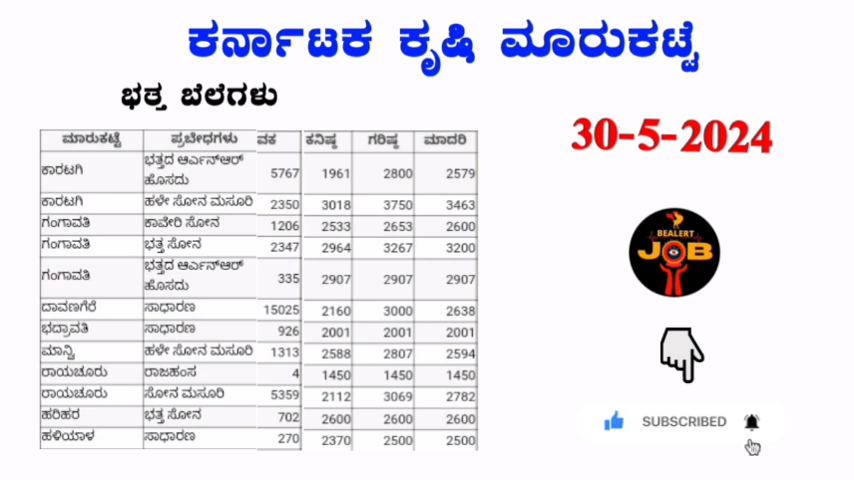 ಕರ್ನಾಟಕ ಕೃಷಿ ಮಾರುಕಟ್ಟೆ
ಭತ್ತ ಬೆಲೆಗಳು
30-5-2024
ಮಾರುಕಟ್ಟೆ ಪ್ರಬೇಧಗಳು ವಕ ಕನಿಷ್ಠ ಗರಿಷ್ಠ ಮಾದರಿ
ಕಾರಟಗಿ ಭತ್ತದ ಆರ್ಎನ್ಆರ್ ಹೊಸದು 5767 1961 2800 2579
ಕಾರಟಗಿ ಹಳೇ ಸೋನ ಮಸೂರಿ 2350 3018 3750 3463
ಗಂಗಾವತಿ ಕಾವೇರಿ ಸೋನ 1206 2533 2653 2600
ಗಂಗಾವತಿ ಭತ್ತ ಸೋನ 2347 2964 3267 3200
ಗಂಗಾವತಿ ಭತ್ತದ ಆರ್ಎನ್ಆರ್ ಹೊಸದು 335 2907 2907 2907
ದಾವಣಗೆರೆ ಸಾಧಾರಣ 15025 2160 3000 2638
ಭದ್ರಾವತಿ ಸಾಧಾರಣ 926 2001 2001 2001
ಮಾನ್ವಿ ಹಳೇ ಸೋನ ಮಸೂರಿ 1313 2588 2807 2594
ರಾಯಚೂರು ರಾಜಹಂಸ 4 1450 1450 1450
ರಾಯಚೂರು ಸೋನ ಮಸೂರಿ 5359 2112 3069 2782
ಹರಿಹರ ಭತ್ತ ಸೋನ 702 2600 2600 2600
ಹಳಿಯಾಳ ಸಾಧಾರಣ 270 2370 2500 2500
BEALERT
JOB
SUBSCRIBED